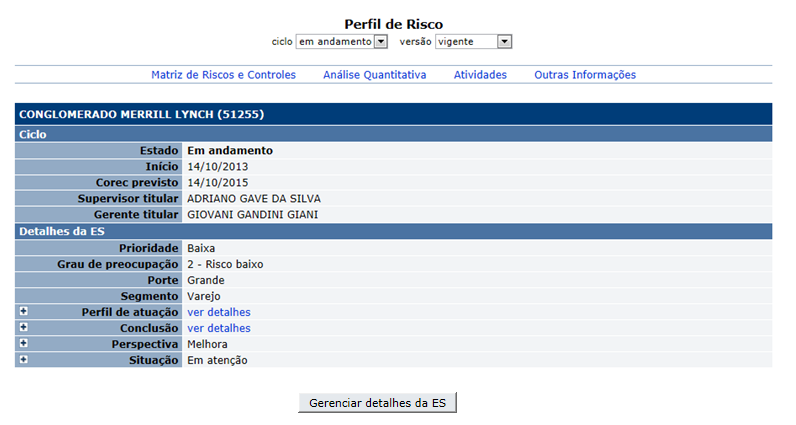 Perfil de Risco
ciclo em andamento versão vigente
Matriz de Riscos e Controles Análise Quantitativa Atividades Outras Informações
CONGLOMERADO MERRILL LYNCH (51255)
Ciclo
Estado Em andamento
Início 14/10/2013
Corec previsto 14/10/2015
Supervisor titular ADRIANO GAVE DA SILVA
Gerente titular GIOVANI GANDINI GIANI
Detalhes da ES
Prioridade Baixa
Grau de preocupação 2 - Risco baixo
Porte Grande
Segmento Varejo
Perfil de atuação ver detalhes
Conclusão ver detalhes
Perspectiva Melhora
Situação Em atenção
Gerenciar detalhes da ES